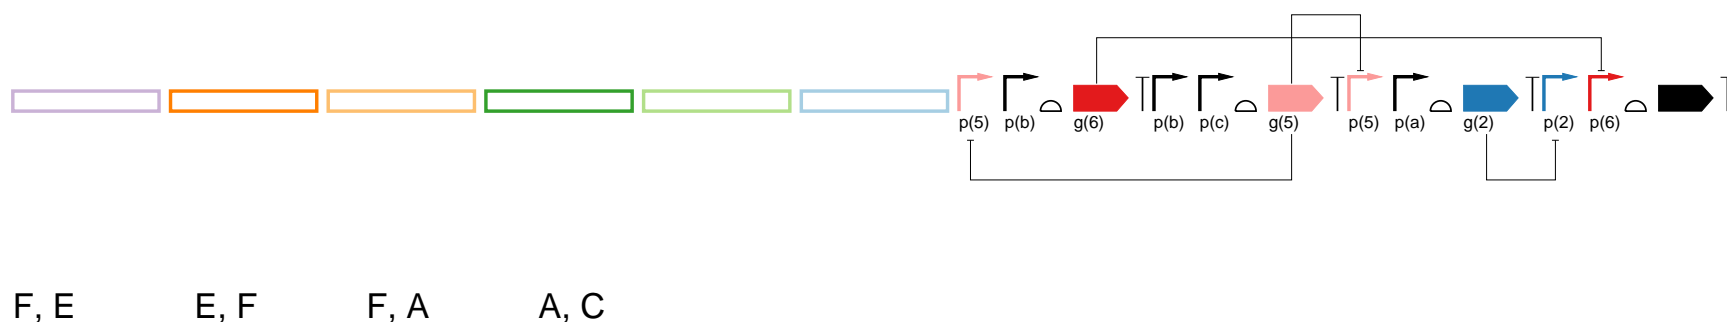 p(5) p(b) g(6) p(b) p(c) g(5) p(5) p(a) g(2) p(2) p(6)
F, E E, F F, A A, C